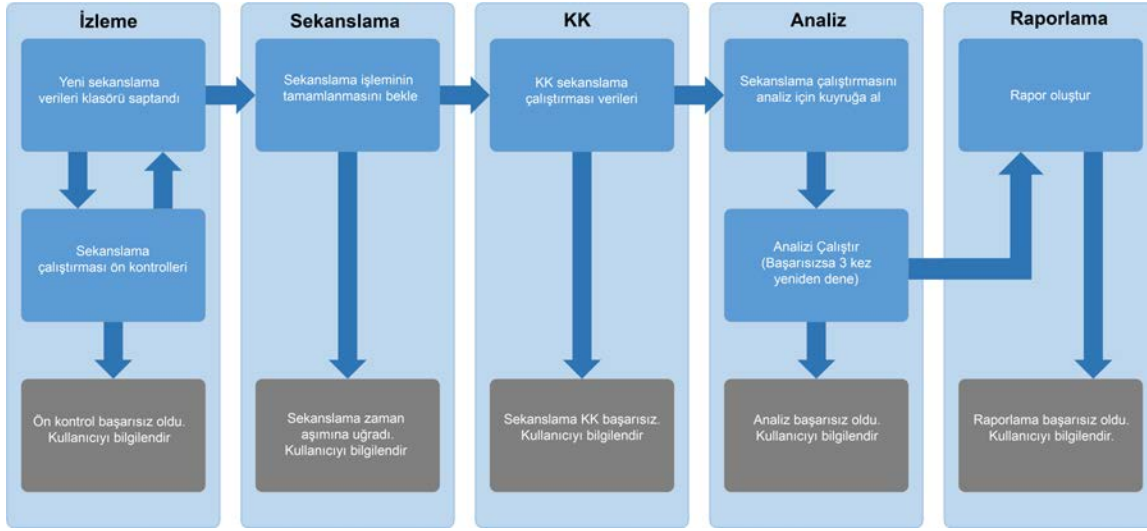 İzleme
Yeni sekanslama
verileri klasörü saptandı
Sekanslama
çalıştırması ön kontrolleri
Ön kontrol başarısız oldu.
Kullanıcıyı bilgilendir
Sekanslama
Sekanslama işleminin
tamamlanmasını bekle
Sekanslama zaman
aşımına uğradı.
Kullanıcıyı bilgilendir
KK
KK sekanslama
çalıştırması verileri
Sekanslama KK başarısız.
Kullanıcıyı bilgilendir
Analiz
Sekanslama çalıştırmasını
analiz için kuyruğa al
Analizi Çalıştır
(Başarısızsa 3 kez
yeniden dene)
Analiz başarısız oldu.
Kullanıcıyı bilgilendir
Raporlama
Rapor oluştur
Raporlama başarısız oldu.
Kullanıcıyı bilgilendir.